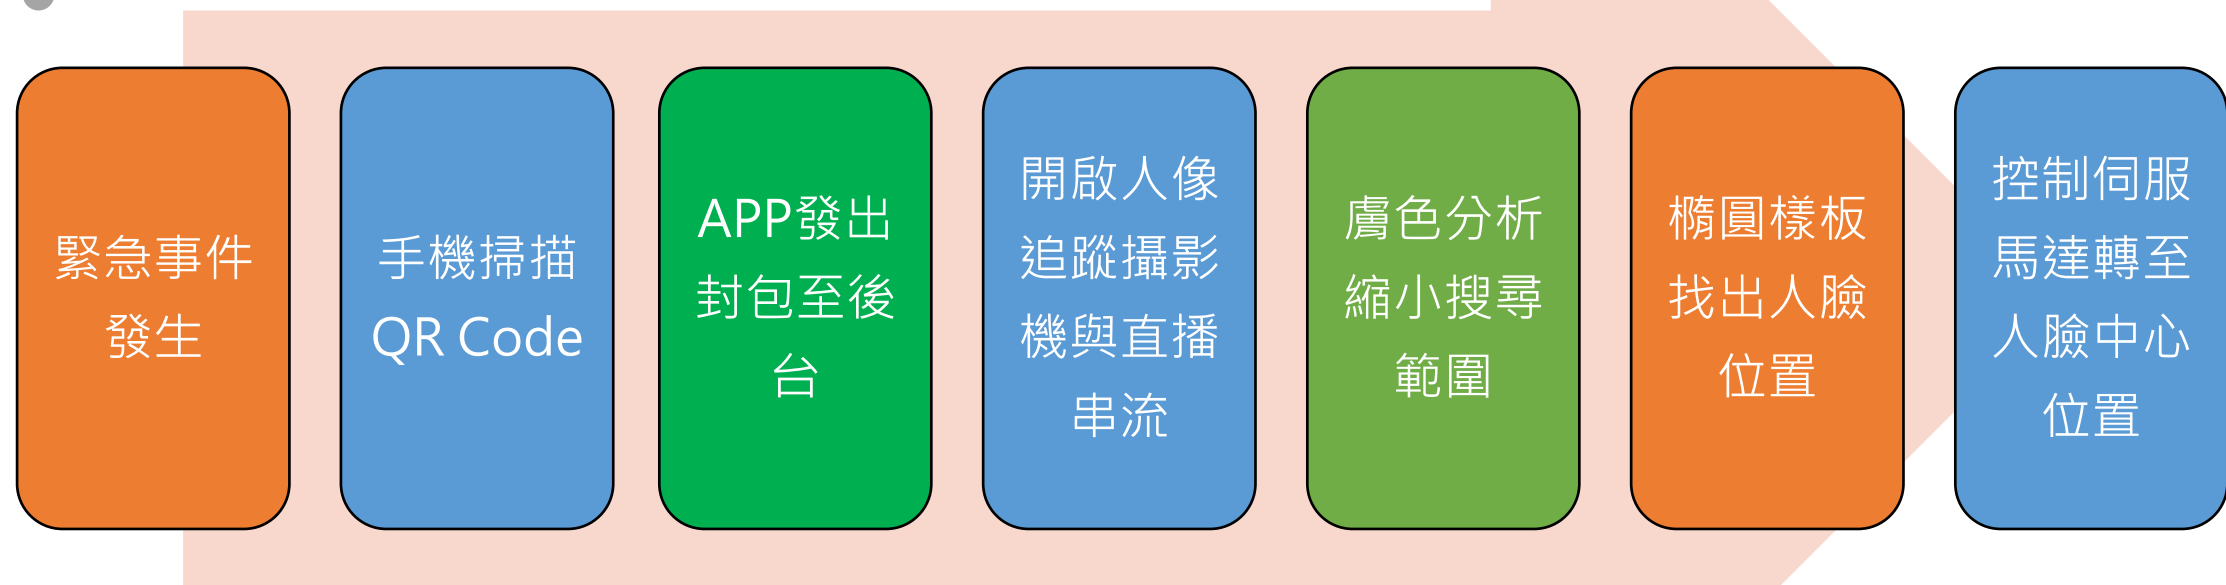 緊急事件
發生
手機掃描
QR Code
APP發出
封包至後
台
開啟人像
追蹤攝影
機與直播
串流
膚色分析
縮小搜尋
範圍
橢圓樣板
找出人臉
位置
控制伺服
馬達轉至
人臉中心
位置